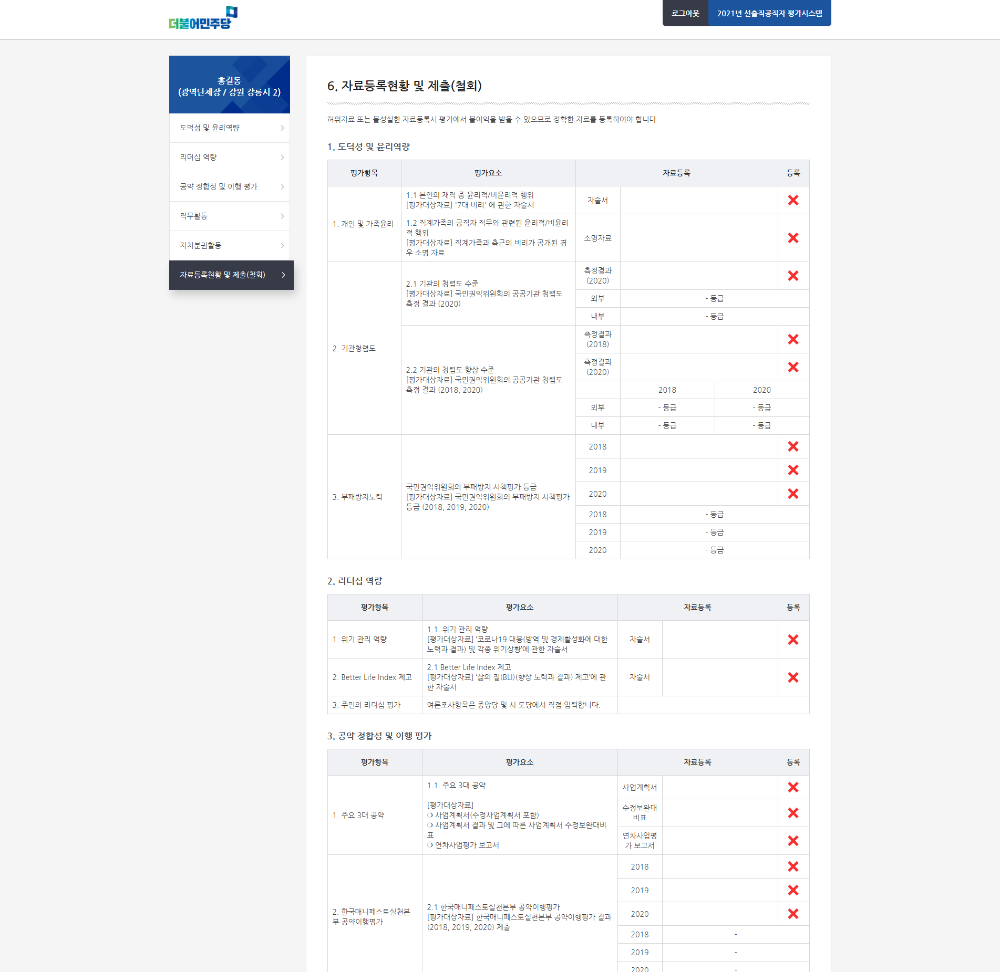 더불어민주당
로그아웃
2021년 선출직공직자 평가시스템
홍길동
(광역단체장 / 강원 강릉시 2)
도덕성 및 윤리역량
리더십 역량
공약 정합성 및 이행 평가
직무활동
자치분권활동
자료등록현황 및 제출(철회)
6. 자료등록현황 및 제출(철회)
허위자료 또는 불성실한 자료등록시 평가에서 불이익을 받을 수 있으므로 정확한 자료를 등록하여야 합니다.
1. 도덕성 및 윤리역량
평가항목 평가요소 자료등록 등록
1. 개인 및 가족윤리
1.1 본인의 재직 중 윤리적/비윤리적 행위
[평가대상자료] '7대 비리' 에 관한 자술서
자술서
1.2 직계가족의 공직자 직무와 관련된 윤리적/비윤리
적 행위
[평가대상자료] 직계가족과 측근의 비리가 공개된 경
우 소명 자료
소명자료
2. 기관청렴도
2.1 기관의 청렴도 수준
[평가대상자료] 국민권익위원회의 공공기관 청렴도
측정 결과 (2020)
측정결과
(2020)
외부 - 등급
내부 - 등급
2.2 기관의 청렴도 향상 수준
[평가대상자료] 국민권익위원회의 공공기관 청렴도
측정 결과 (2018, 2020)
측정결과
(2018)
측정결과
(2020)
2018 2020
외부 - 등급 - 등급
내부 - 등급 - 등급
3. 부패방지노력
국민권익위원회의 부패방지 시책평가 등급
[평가대상자료] 국민권익위원회의 부패방지 시책평가
등급 (2018, 2019, 2020)
2018
2019
2020
2018 - 등급
2019 - 등급
2020 - 등급
2. 리더십 역량
평가항목 평가요소 자료등록 등록
1. 위기 관리 역량
1.1. 위기 관리 역량
[평가대상자료] ‘코로나19 대응(방역 및 경제활성화에 대한
노력과 결과) 및 각종 위기상황’에 관한 자술서
자술서
2. Better Life Index 제고
2.1 Better Life Index 제고
[평가대상자료] ‘삶의 질(BLI)(향상 노력과 결과) 제고’에 관
한 자술서
자술서
3. 주민의 리더십 평가
여론조사항목은 중앙당 및 시·도당에서 직접 입력합니다.
3. 공약 정합성 및 이행 평가
평가항목 평가요소 자료등록 등록
1. 주요 3대 공약
1.1. 주요 3대 공약
[평가대상자료]
❍ 사업계획서(수정사업계획서 포함)
❍ 사업계획서 결과 및 그에 따른 사업계획서 수정보완대비
표
❍ 연차사업평가 보고서
사업계획서
수정보완대
비표
연차사업평
가 보고서
2. 한국매니페스토실천본
부 공약이행평가
2.1 한국매니페스토실천본부 공약이행평가
[평가대상자료] 한국매니페스토실천본부 공약이행평가 결과
(2018, 2019, 2020) 제출
2018
2019
2020
2018 -
2019 -
2020 -